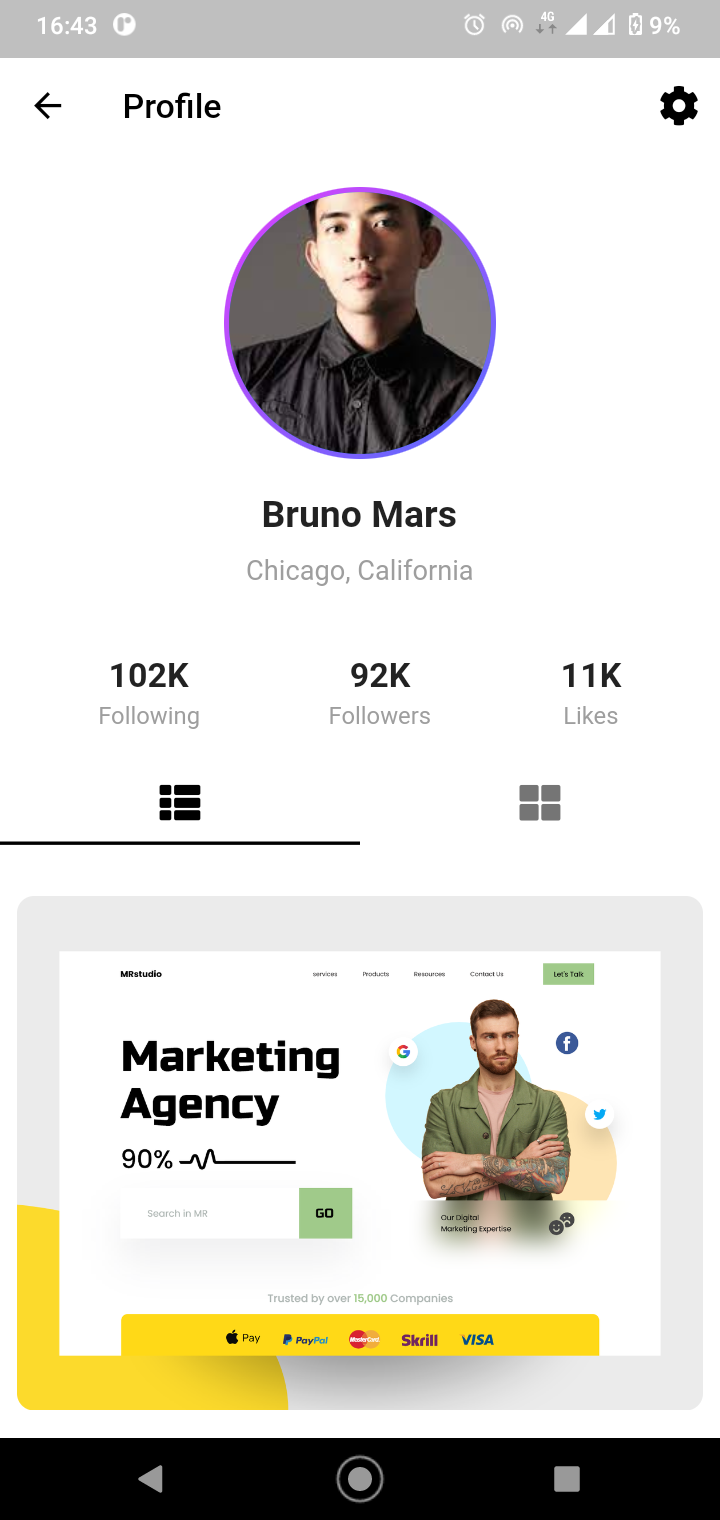 16:43
4G
9%
Profile
Bruno Mars
Chicago, California
102K 92K 11K
Following Followers Likes
MRstudio services Products Resources Contact Us Let's Talk
Marketing
Agency
90%
Search in MR GO
Our Digital
Marketing Expertise
Trusted by over 15,000 Companies
Pay PayPal MasterCard Skrill VISA